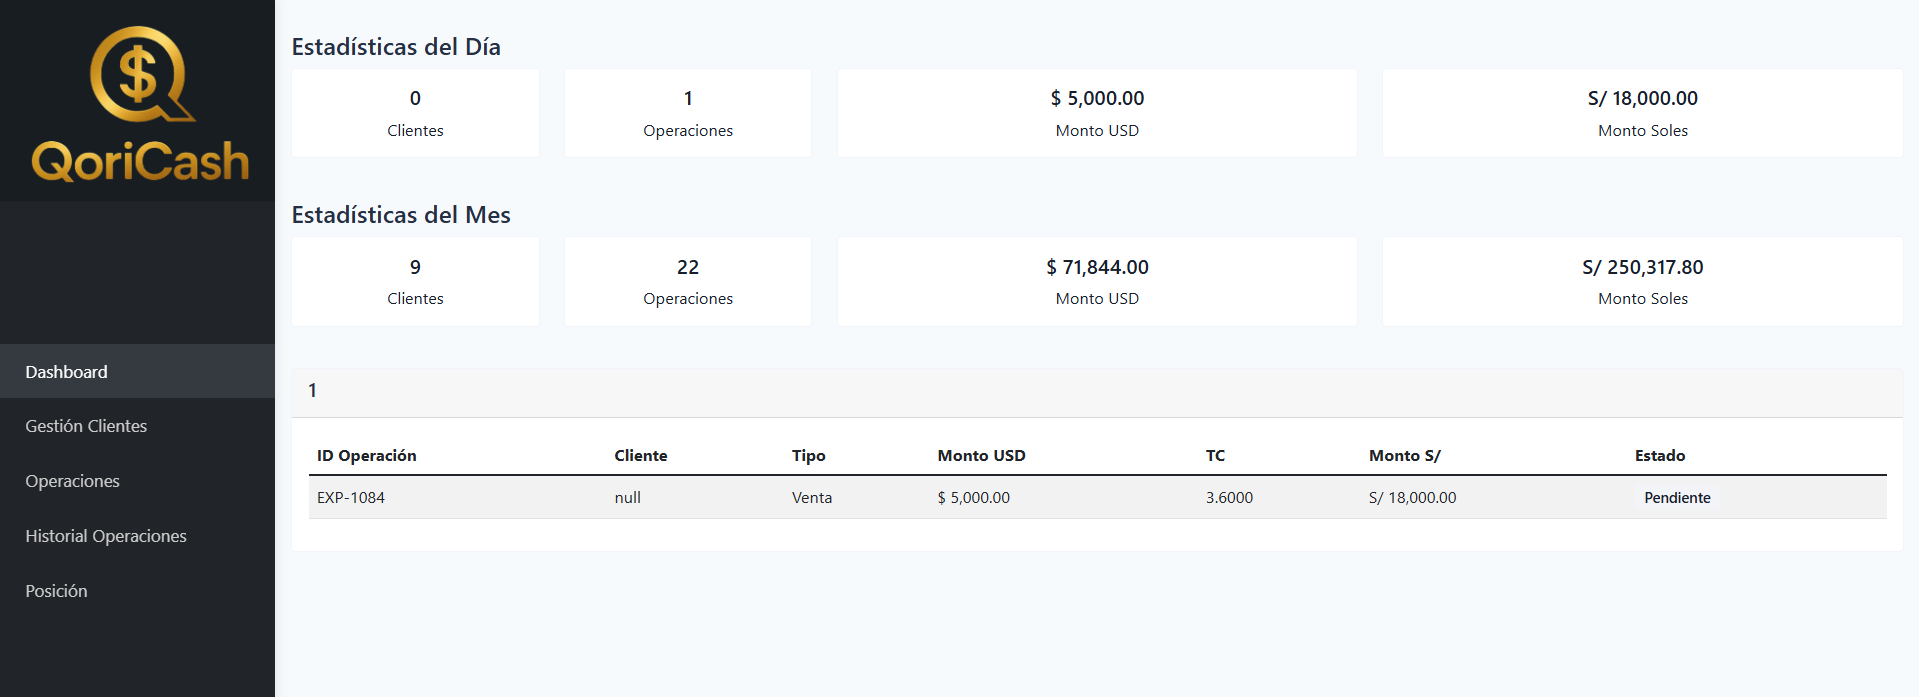 QoriCash
Dashboard
Gestión Clientes
Operaciones
Historial Operaciones
Posición
Estadísticas del Día
0
Clientes
1
Operaciones
$ 5,000.00
Monto USD
S/ 18,000.00
Monto Soles
Estadísticas del Mes
9
Clientes
22
Operaciones
$ 71,844.00
Monto USD
S/ 250,317.80
Monto Soles
1
ID Operación Cliente Tipo Monto USD TC Monto S/ Estado
EXP-1084 null Venta $ 5,000.00 3.6000 S/ 18,000.00 Pendiente